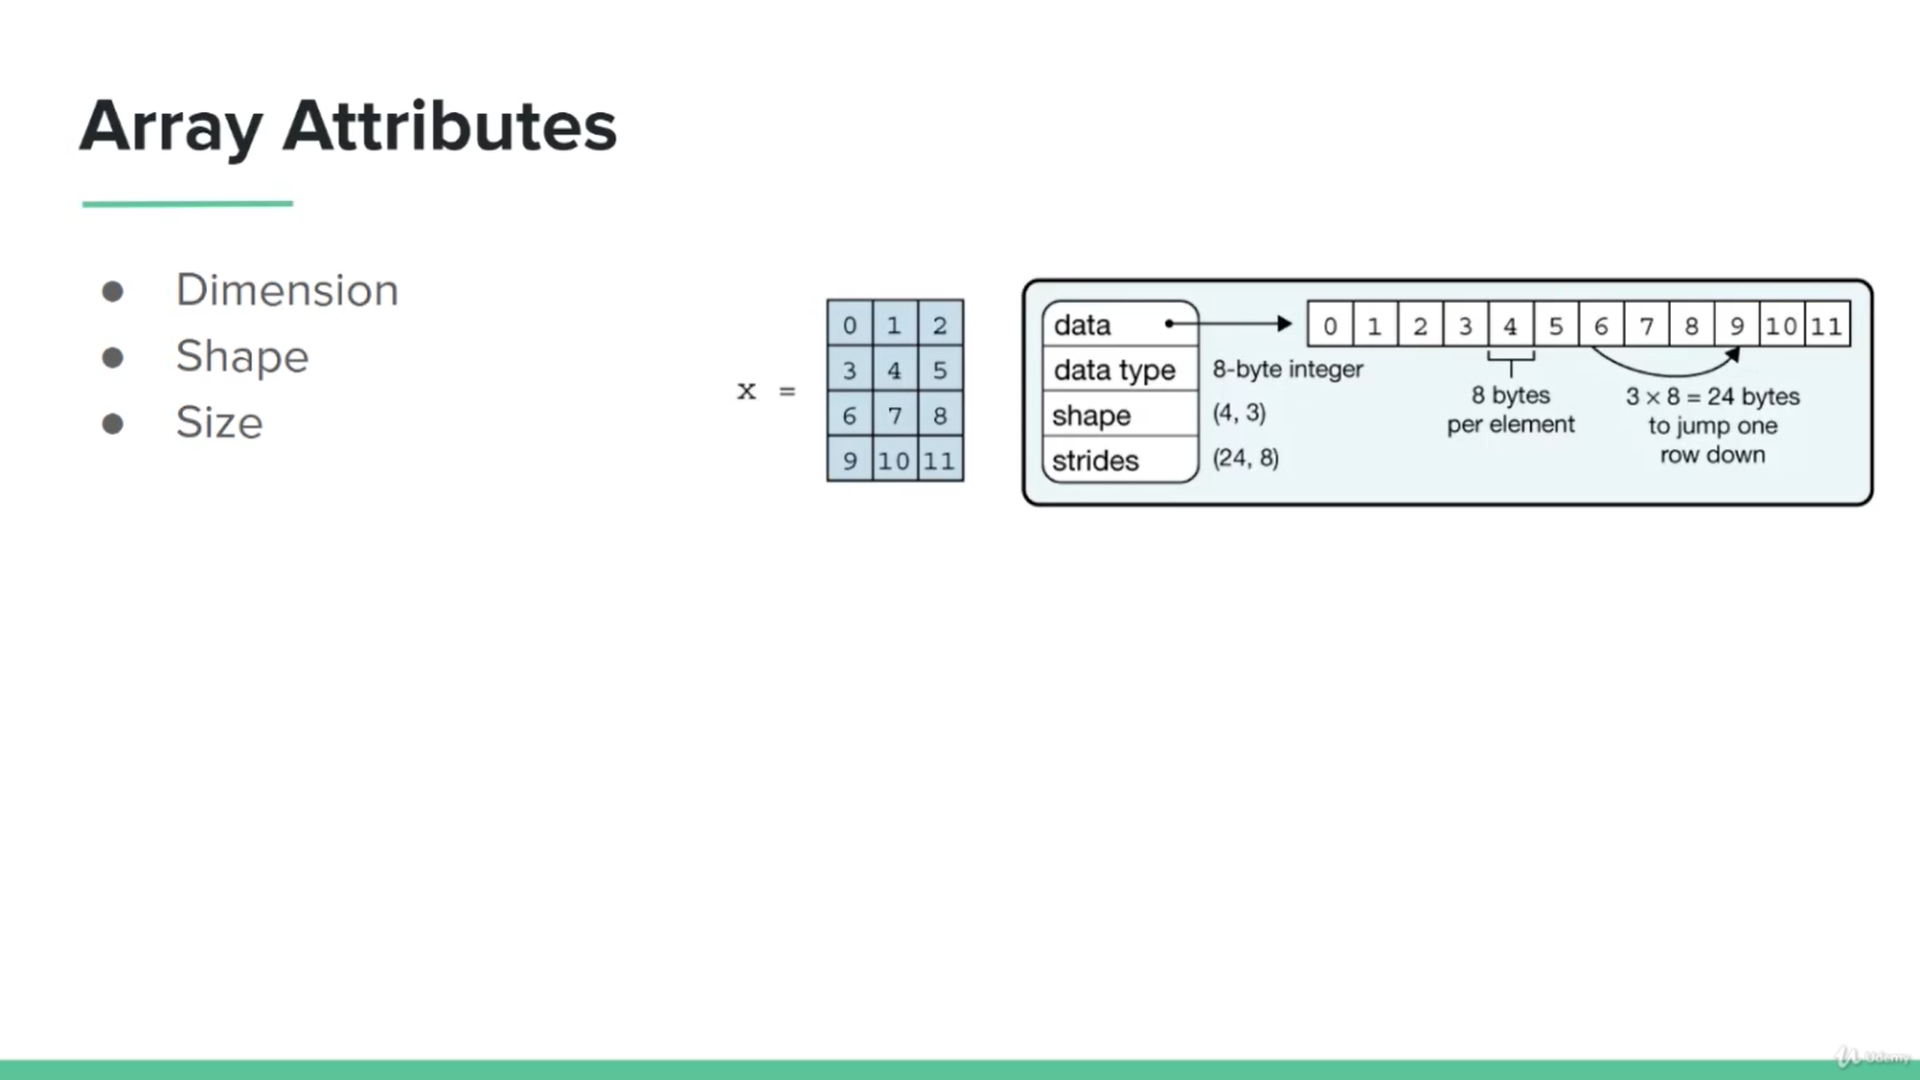 Array Attributes
● Dimension
● Shape
● Size
x =
0 1 2
3 4 5
6 7 8
9 10 11
data
data type 8-byte integer
shape (4, 3)
strides (24, 8)
0 1 2 3 4 5 6 7 8 9 10 11
8 bytes
per element
3 × 8 = 24 bytes
to jump one
row down
Udemy